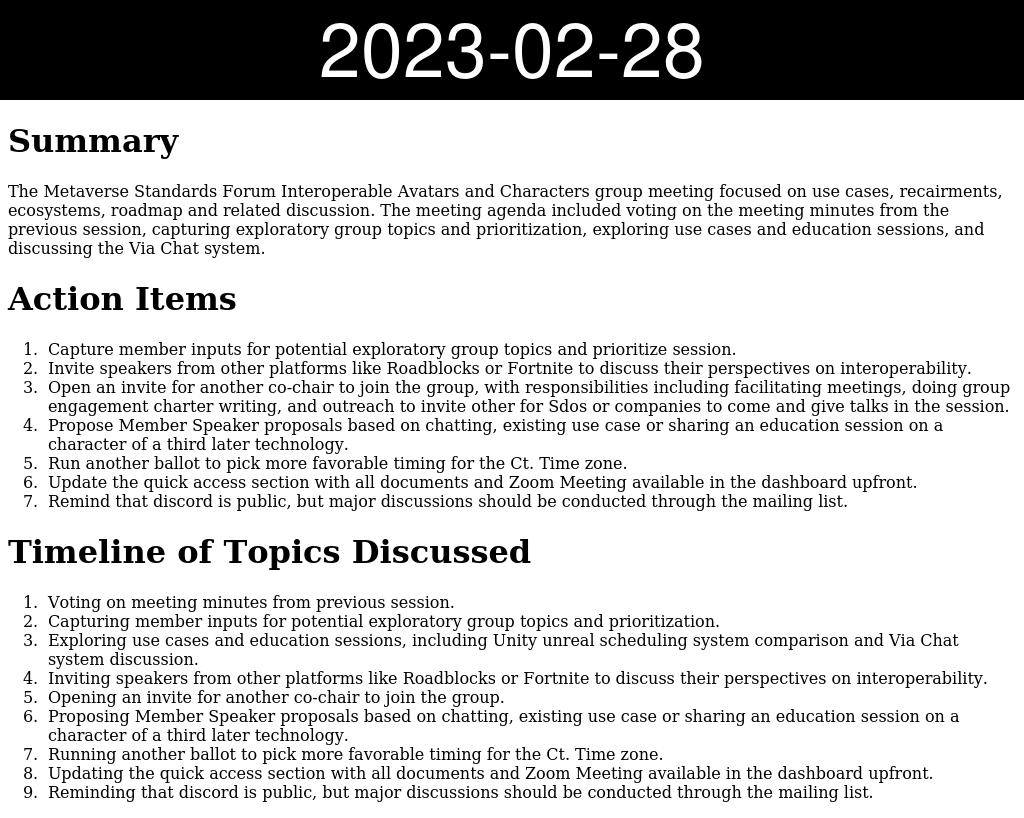 2023-02-28
Summary
The Metaverse Standards Forum Interoperable Avatars and Characters group meeting focused on use cases, recairments,
ecosystems, roadmap and related discussion. The meeting agenda included voting on the meeting minutes from the
previous session, capturing exploratory group topics and prioritization, exploring use cases and education sessions, and
discussing the Via Chat system.
Action Items
1. Capture member inputs for potential exploratory group topics and prioritize session.
2. Invite speakers from other platforms like Roadblocks or Fortnite to discuss their perspectives on interoperability.
3. Open an invite for another co-chair to join the group, with responsibilities including facilitating meetings, doing group
engagement charter writing, and outreach to invite other for Sdos or companies to come and give talks in the session.
4. Propose Member Speaker proposals based on chatting, existing use case or sharing an education session on a
character of a third later technology.
5. Run another ballot to pick more favorable timing for the Ct. Time zone.
6. Update the quick access section with all documents and Zoom Meeting available in the dashboard upfront.
7. Remind that discord is public, but major discussions should be conducted through the mailing list.
Timeline of Topics Discussed
1. Voting on meeting minutes from previous session.
2. Capturing member inputs for potential exploratory group topics and prioritization.
3. Exploring use cases and education sessions, including Unity unreal scheduling system comparison and Via Chat
system discussion.
4. Inviting speakers from other platforms like Roadblocks or Fortnite to discuss their perspectives on interoperability.
5. Opening an invite for another co-chair to join the group.
6. Proposing Member Speaker proposals based on chatting, existing use case or sharing an education session on a
character of a third later technology.
7. Running another ballot to pick more favorable timing for the Ct. Time zone.
8. Updating the quick access section with all documents and Zoom Meeting available in the dashboard upfront.
9. Reminding that discord is public, but major discussions should be conducted through the mailing list.